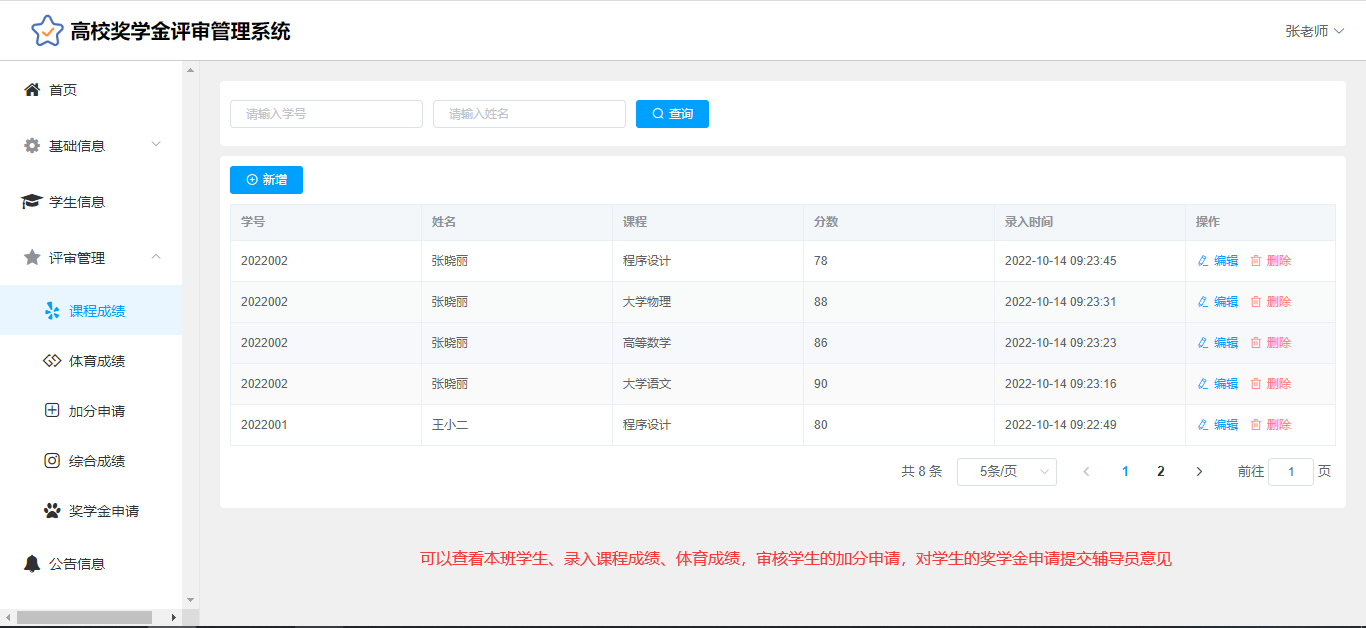 高校奖学金评审管理系统
张老师
首页
基础信息
学生信息
评审管理
课程成绩
体育成绩
加分申请
综合成绩
奖学金申请
公告信息
请输入学号 请输入姓名 查询
新增
学号 姓名 课程 分数 录入时间 操作
2022002 张晓丽 程序设计 78 2022-10-14 09:23:45 编辑 删除
2022002 张晓丽 大学物理 88 2022-10-14 09:23:31 编辑 删除
2022002 张晓丽 高等数学 86 2022-10-14 09:23:23 编辑 删除
2022002 张晓丽 大学语文 90 2022-10-14 09:23:16 编辑 删除
2022001 王小二 程序设计 80 2022-10-14 09:22:49 编辑 删除
共 8 条 5条/页 1 2 前往 1 页
可以查看本班学生、录入课程成绩、体育成绩，审核学生的加分申请，对学生的奖学金申请提交辅导员意见